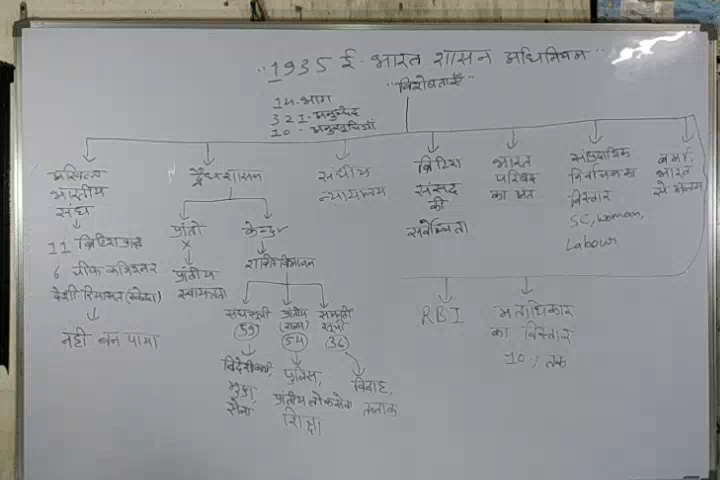 "1935 ई. भारत शासन अधिनियम"
"विशेषताएँ"
14-भाग
321-अनुच्छेद
10-अनुसूचियाँ
अखिल
भारतीय
संघ
11 ब्रिटिश प्रान्त
6 चीफ कमिश्नर
देशी रियासत (स्वेच्छा)
नही बन पाया
द्वैध शासन
प्रांतो
X
प्रांतीय
स्वायत्तता
केन्द्र
शक्ति विभाजन
संघसूची
(59)
विदेशीकार्य,
मुद्रा,
सेना
प्रांतीय
(राज्य)
(54)
पुलिस,
प्रांतीय लोकसेवा
शिक्षा
समवर्ती
सूची
(36)
विवाह,
तलाक
संघीय
न्यायालय
ब्रिटिश
संसद
की
सर्वोच्चता
भारत
परिषद
का अंत
सांप्रदायिक
निर्वाचन का
विस्तार
SC, woman,
Labour
बर्मा,
भारत
से अलग
RBI
मताधिकार
का विस्तार
10% तक